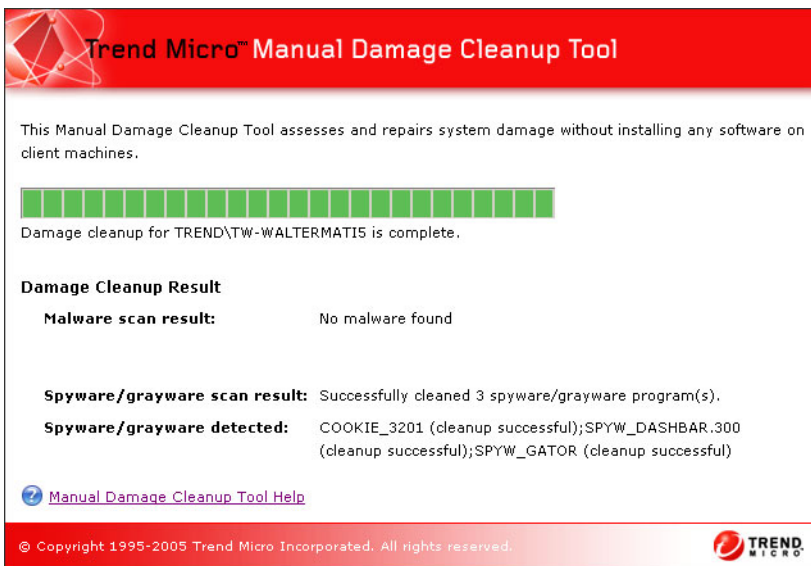 Trend Micro™ Manual Damage Cleanup Tool
This Manual Damage Cleanup Tool assesses and repairs system damage without installing any software on
client machines.
Damage cleanup for TREND\TW-WALTERMATI5 is complete.
Damage Cleanup Result
Malware scan result: No malware found
Spyware/grayware scan result: Successfully cleaned 3 spyware/grayware program(s).
Spyware/grayware detected: COOKIE_3201 (cleanup successful);SPYW_DASHBAR.300
(cleanup successful);SPYW_GATOR (cleanup successful)
? Manual Damage Cleanup Tool Help
© Copyright 1995-2005 Trend Micro Incorporated. All rights reserved.
TREND
MICRO